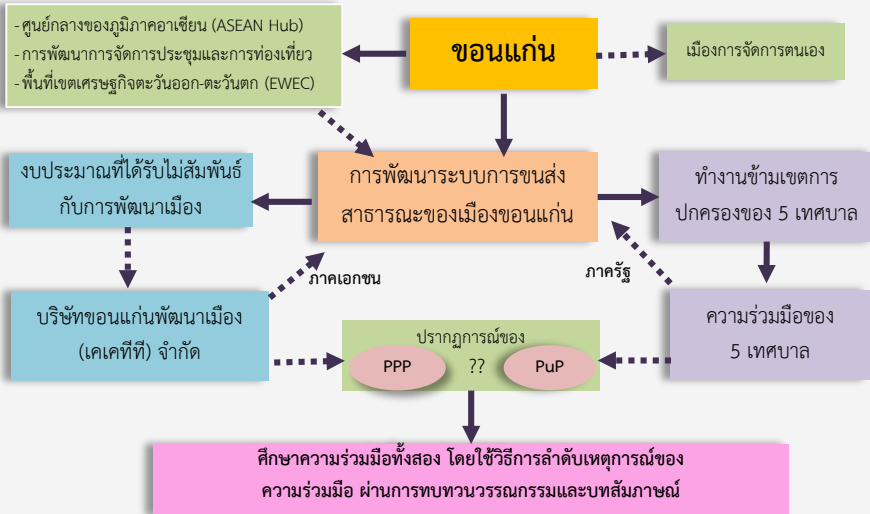 -ศูนย์กลางของภูมิภาคอาเซียน (ASEAN Hub)
-การพัฒนาการจัดการประชุมและการท่องเที่ยว
-พื้นที่เขตเศรษฐกิจตะวันออก-ตะวันตก (EWEC)
ขอนแก่น
เมืองการจัดการตนเอง
งบประมาณที่ได้รับไม่สัมพันธ์
กับการพัฒนาเมือง
การพัฒนาระบบการขนส่ง
สาธารณะของเมืองขอนแก่น
ทำงานข้ามเขตการ
ปกครองของ 5 เทศบาล
ภาคเอกชน
ภาครัฐ
บริษัทขอนแก่นพัฒนาเมือง
(เคเคทีที) จำกัด
ปรากฏการณ์ของ
PPP
??
PuP
ความร่วมมือของ
5 เทศบาล
ศึกษาความร่วมมือทั้งสอง โดยใช้วิธีการลำดับเหตุการณ์ของ
ความร่วมมือ ผ่านการทบทวนวรรณกรรมและบทสัมภาษณ์